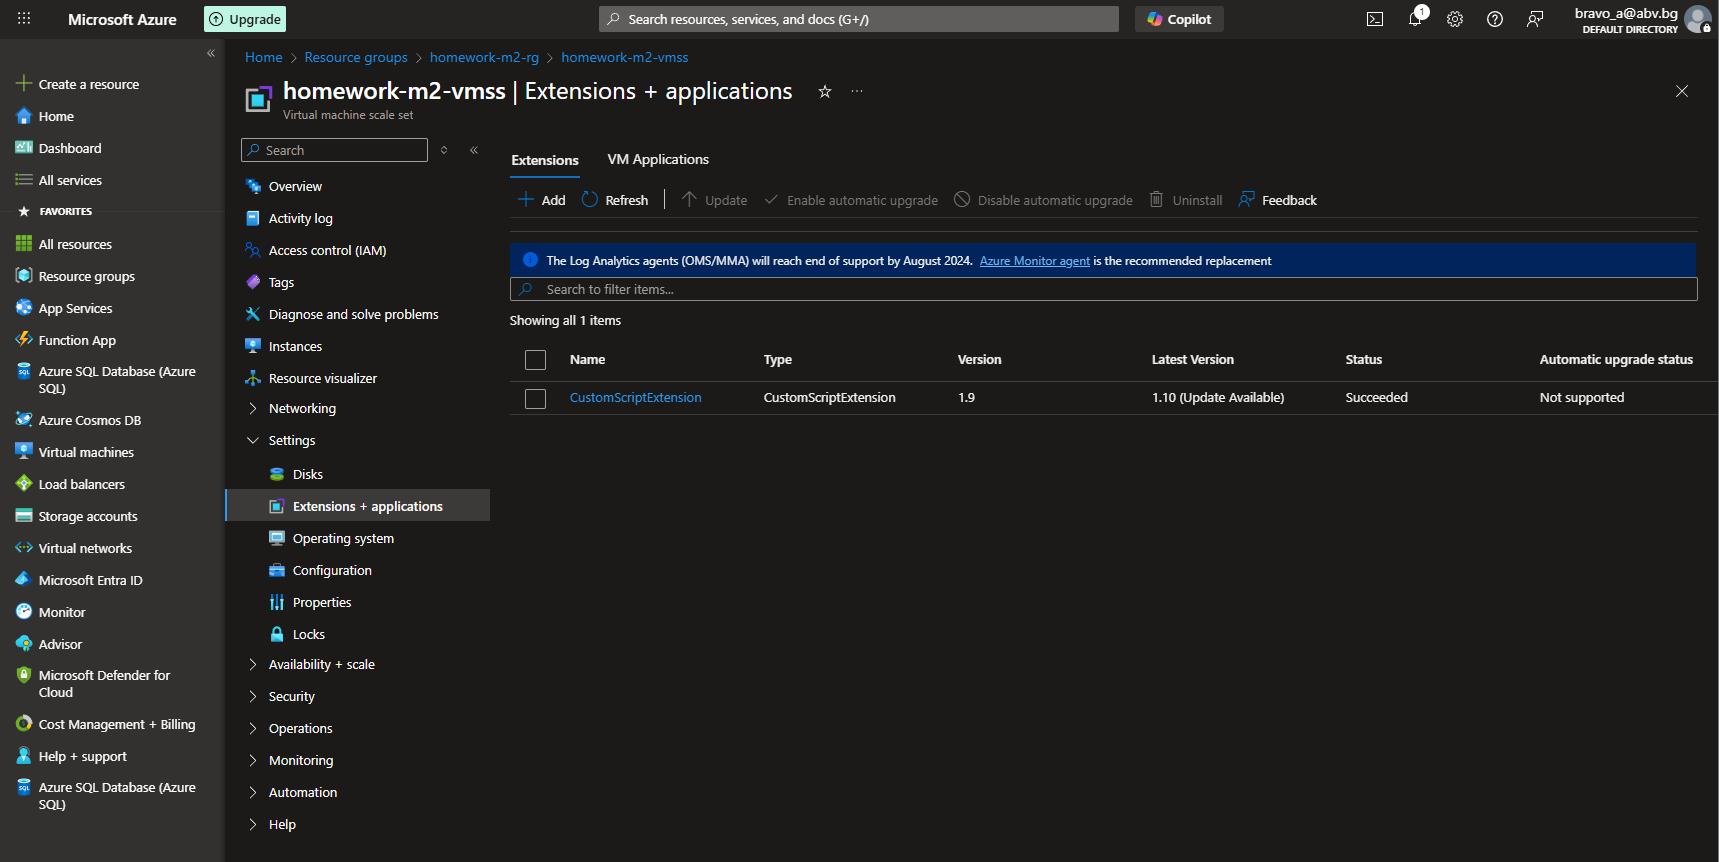 Microsoft Azure
Upgrade
Search resources, services, and docs (G+/)
Copilot
1
bravo_a@abv.bg
DEFAULT DIRECTORY
Create a resource
Home
Dashboard
All services
FAVORITES
All resources
Resource groups
App Services
Function App
Azure SQL Database (Azure
SQL)
Azure Cosmos DB
Virtual machines
Load balancers
Storage accounts
Virtual networks
Microsoft Entra ID
Monitor
Advisor
Microsoft Defender for
Cloud
Cost Management + Billing
Help + support
Azure SQL Database (Azure
SQL)
Home > Resource groups > homework-m2-rg > homework-m2-vmss
homework-m2-vmss | Extensions + applications
Virtual machine scale set
Search
Overview
Activity log
Access control (IAM)
Tags
Diagnose and solve problems
Instances
Resource visualizer
Networking
Settings
Disks
Extensions + applications
Operating system
Configuration
Properties
Locks
Availability + scale
Security
Operations
Monitoring
Automation
Help
Extensions VM Applications
Add Refresh Update Enable automatic upgrade Disable automatic upgrade Uninstall Feedback
The Log Analytics agents (OMS/MMA) will reach end of support by August 2024. Azure Monitor agent is the recommended replacement
Search to filter items...
Showing all 1 items
Name Type Version Latest Version Status Automatic upgrade status
CustomScriptExtension CustomScriptExtension 1.9 1.10 (Update Available) Succeeded Not supported